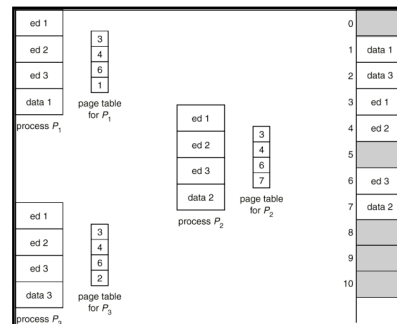 ed 1
ed 2
ed 3
data 1
process P1
3
4
6
1
page table
for P1
ed 1
ed 2
ed 3
data 2
process P2
3
4
6
7
page table
for P2
ed 1
ed 2
ed 3
data 3
process P3
3
4
6
2
page table
for P3
0
1 data 1
2 data 3
3 ed 1
4 ed 2
5
6 ed 3
7 data 2
8
9
10